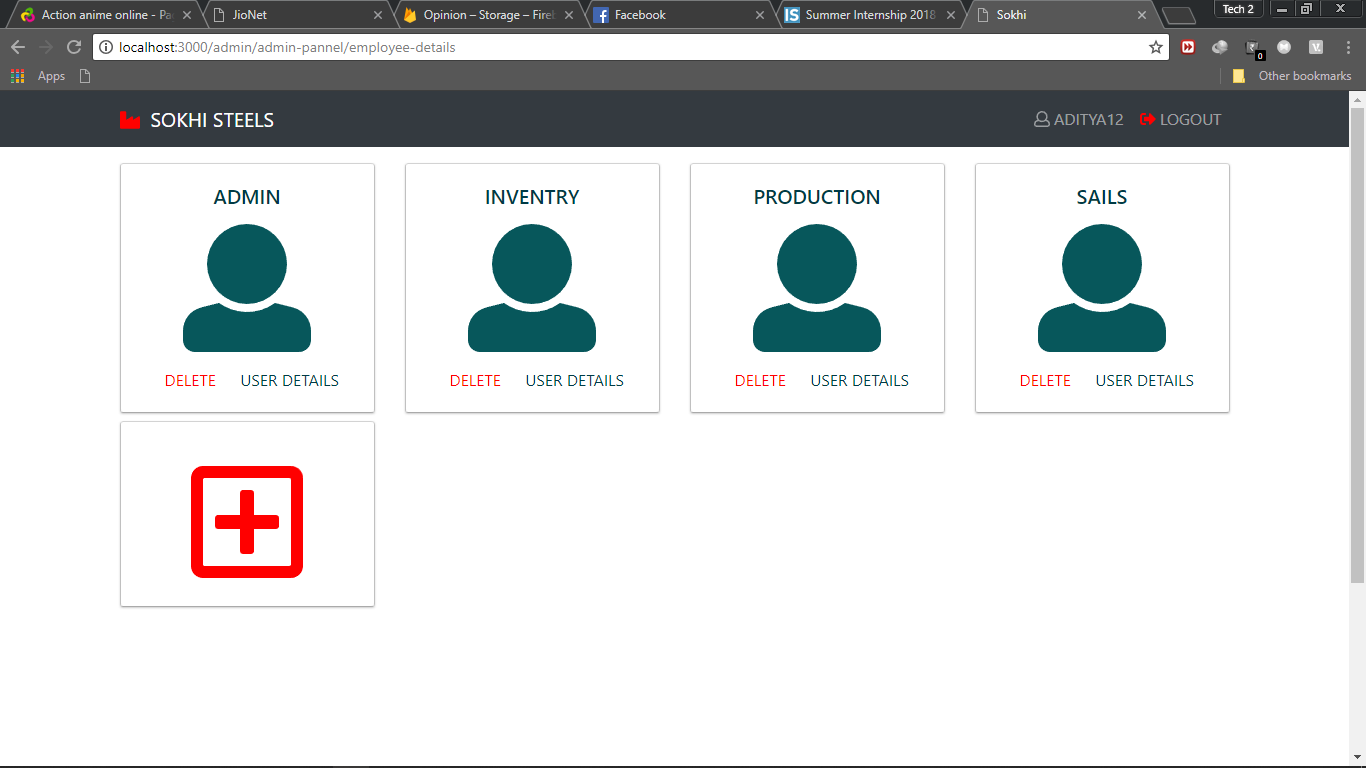 Action anime online - Pa
JioNet
Opinion – Storage – Fire
Facebook
IS Summer Internship 2018
Sokhi
Tech 2
localhost:3000/admin/admin-pannel/employee-details
0
Apps
Other bookmarks
SOKHI STEELS
ADITYA12 LOGOUT
ADMIN INVENTRY PRODUCTION SAILS
DELETE USER DETAILS DELETE USER DETAILS DELETE USER DETAILS DELETE USER DETAILS